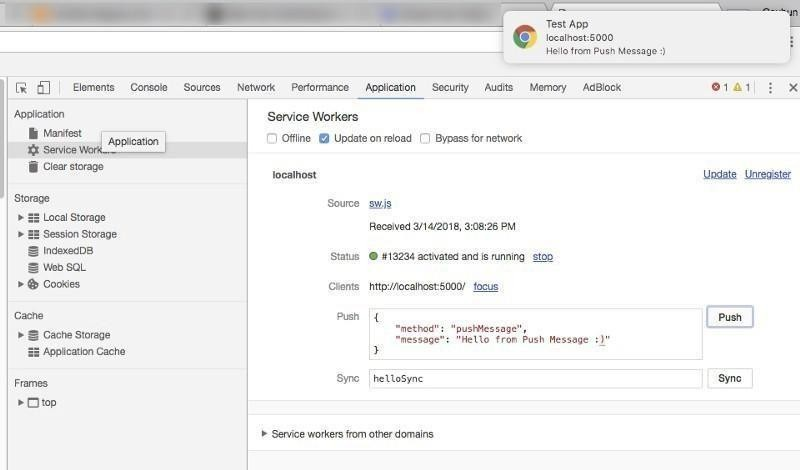 Test App
localhost:5000
Hello from Push Message :)
Elements Console Sources Network Performance Application Security Audits Memory AdBlock 1 1
Application
Manifest
Application
Service Workers
Clear storage
Storage
Local Storage
Session Storage
IndexedDB
Web SQL
Cookies
Cache
Cache Storage
Application Cache
Frames
top
Service Workers
Offline Update on reload Bypass for network
localhost Update Unregister
Source sw.js
Received 3/14/2018, 3:08:26 PM
Status #13234 activated and is running stop
Clients http://localhost:5000/ focus
Push { Push
"method": "pushMessage",
"message": "Hello from Push Message :)"
}
Sync helloSync Sync
Service workers from other domains